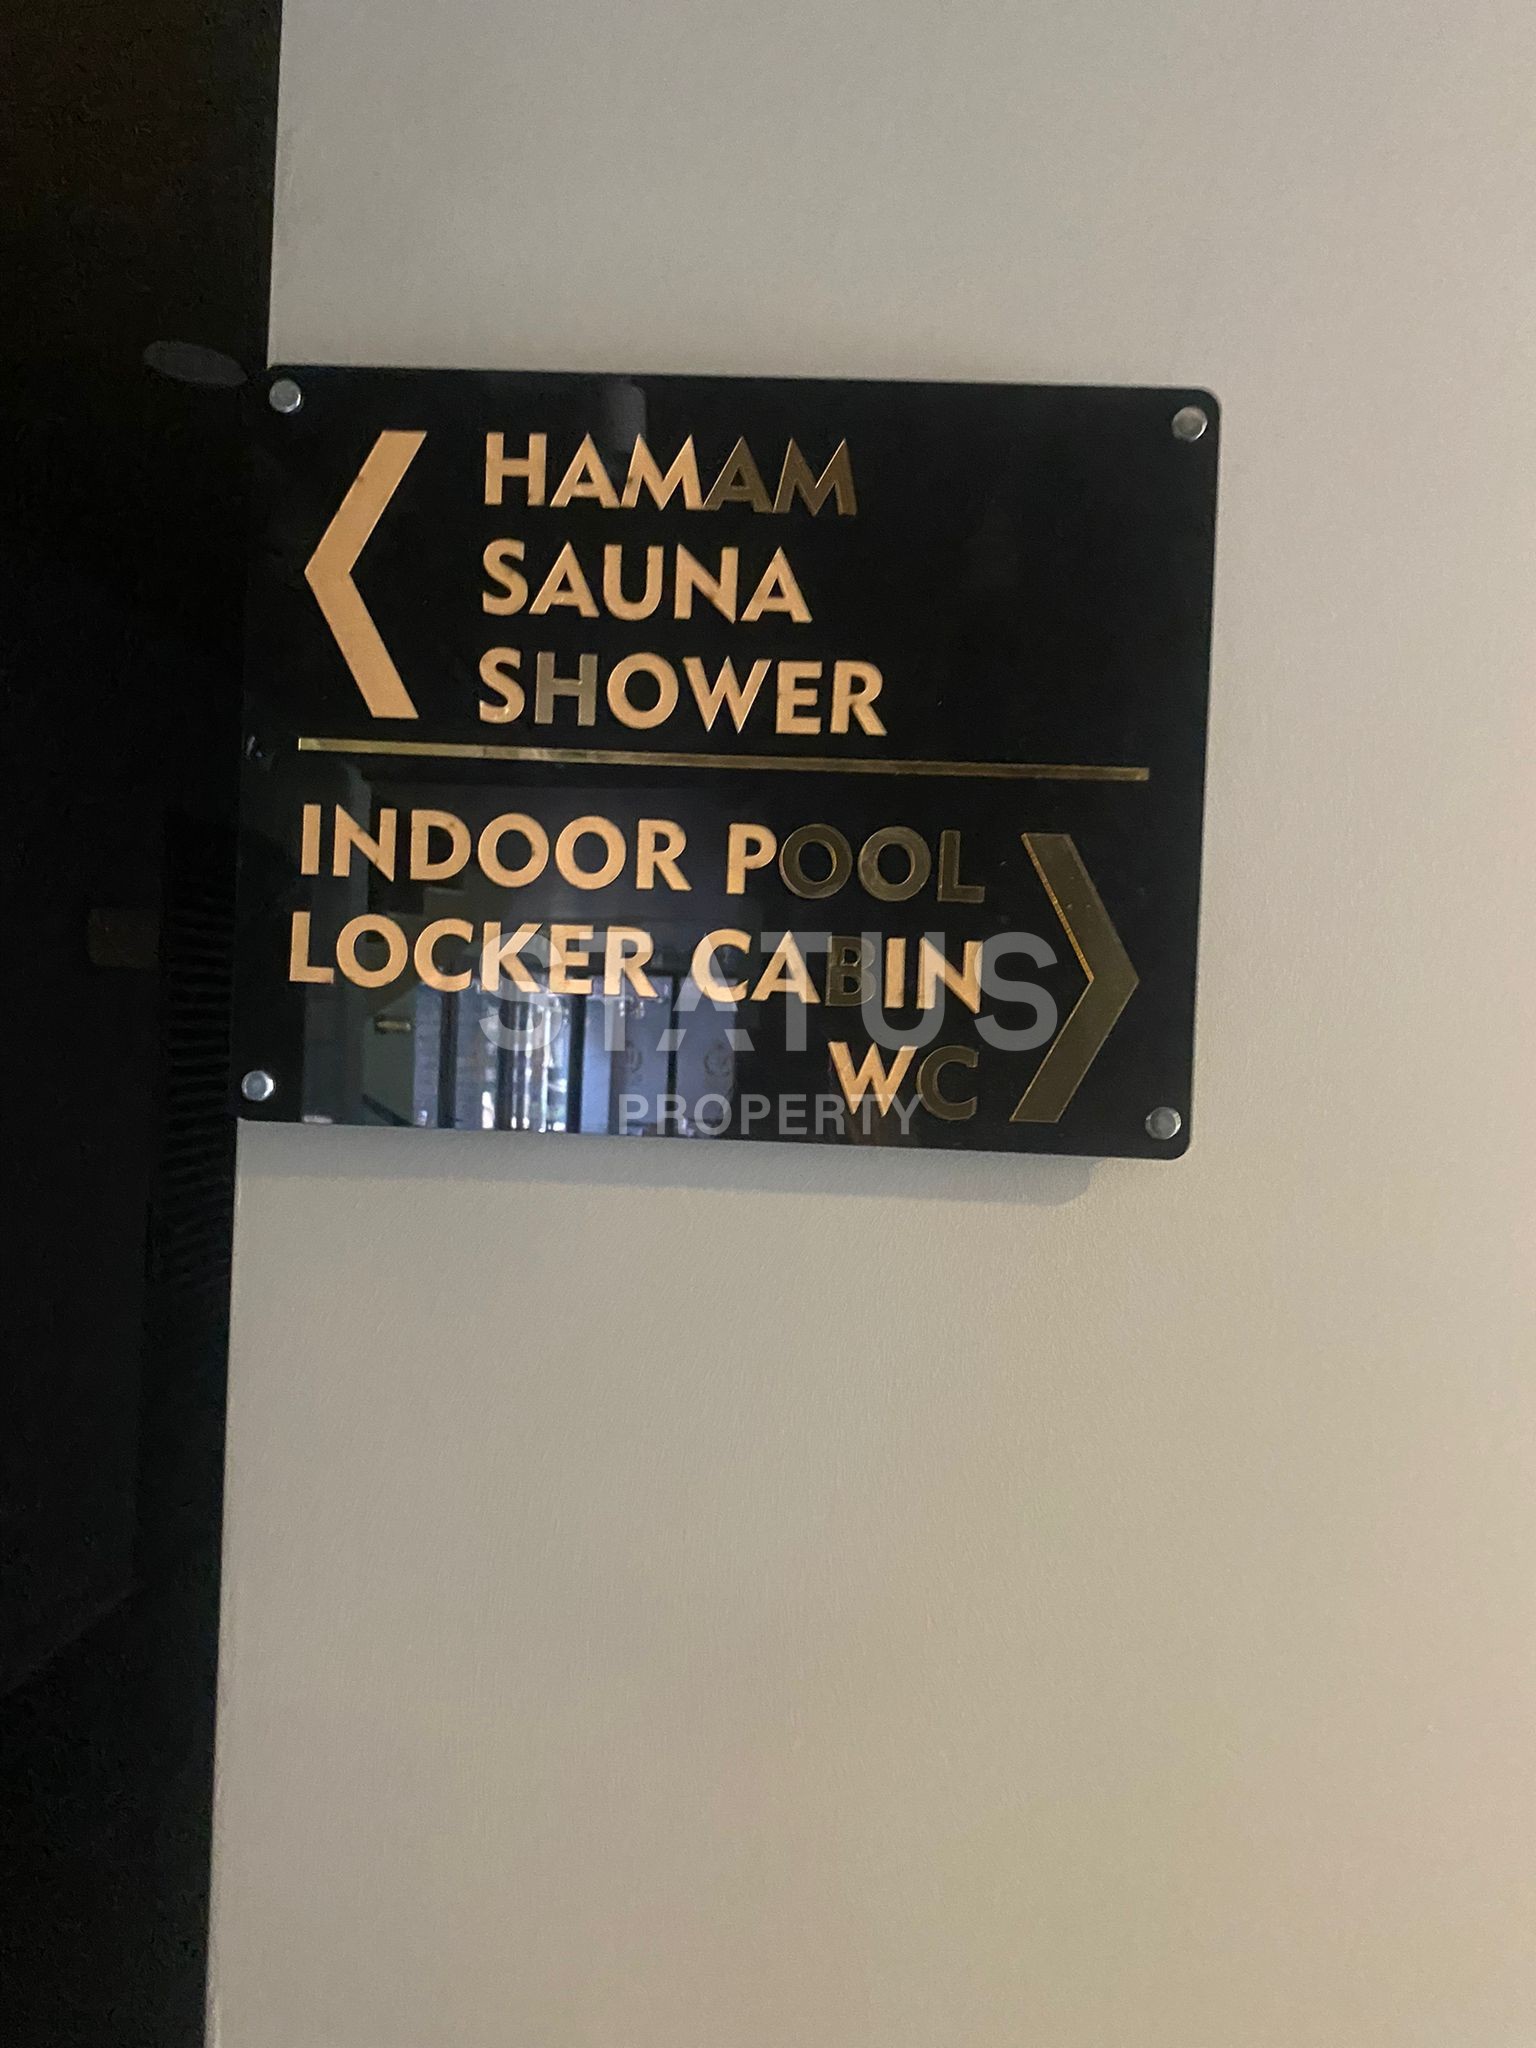 HAMAM
SAUNA
SHOWER
INDOOR POOL
LOCKER CABIN
WC
STATUS
PROPERTY